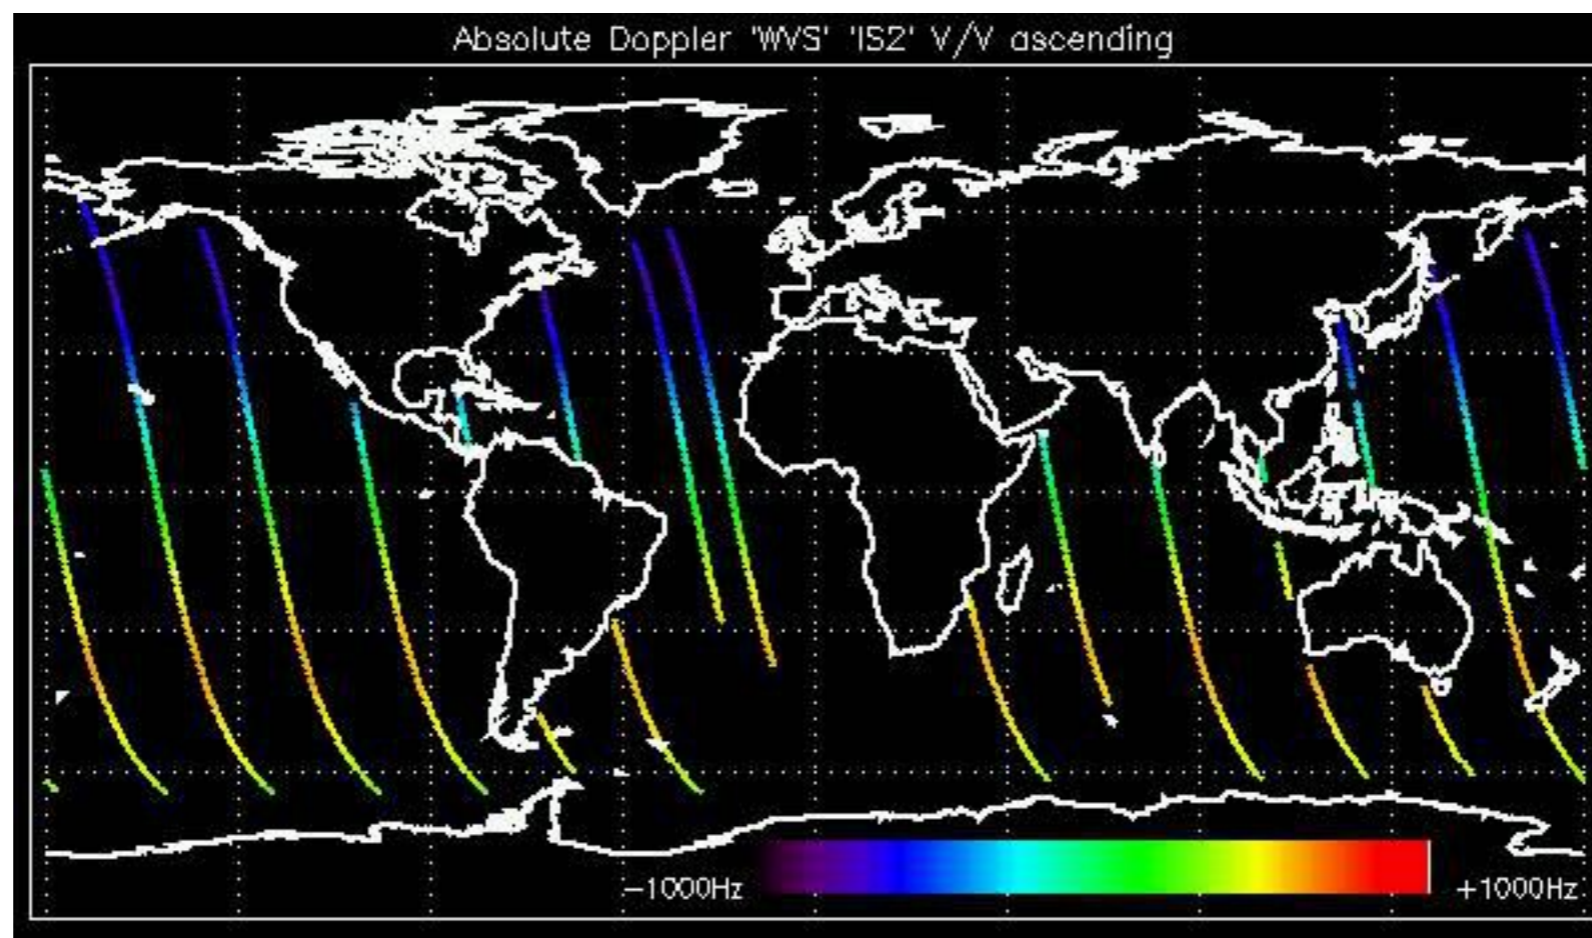 Absolute Doppler 'WVS' 'IS2' V/V ascending
−1000Hz
+1000Hz